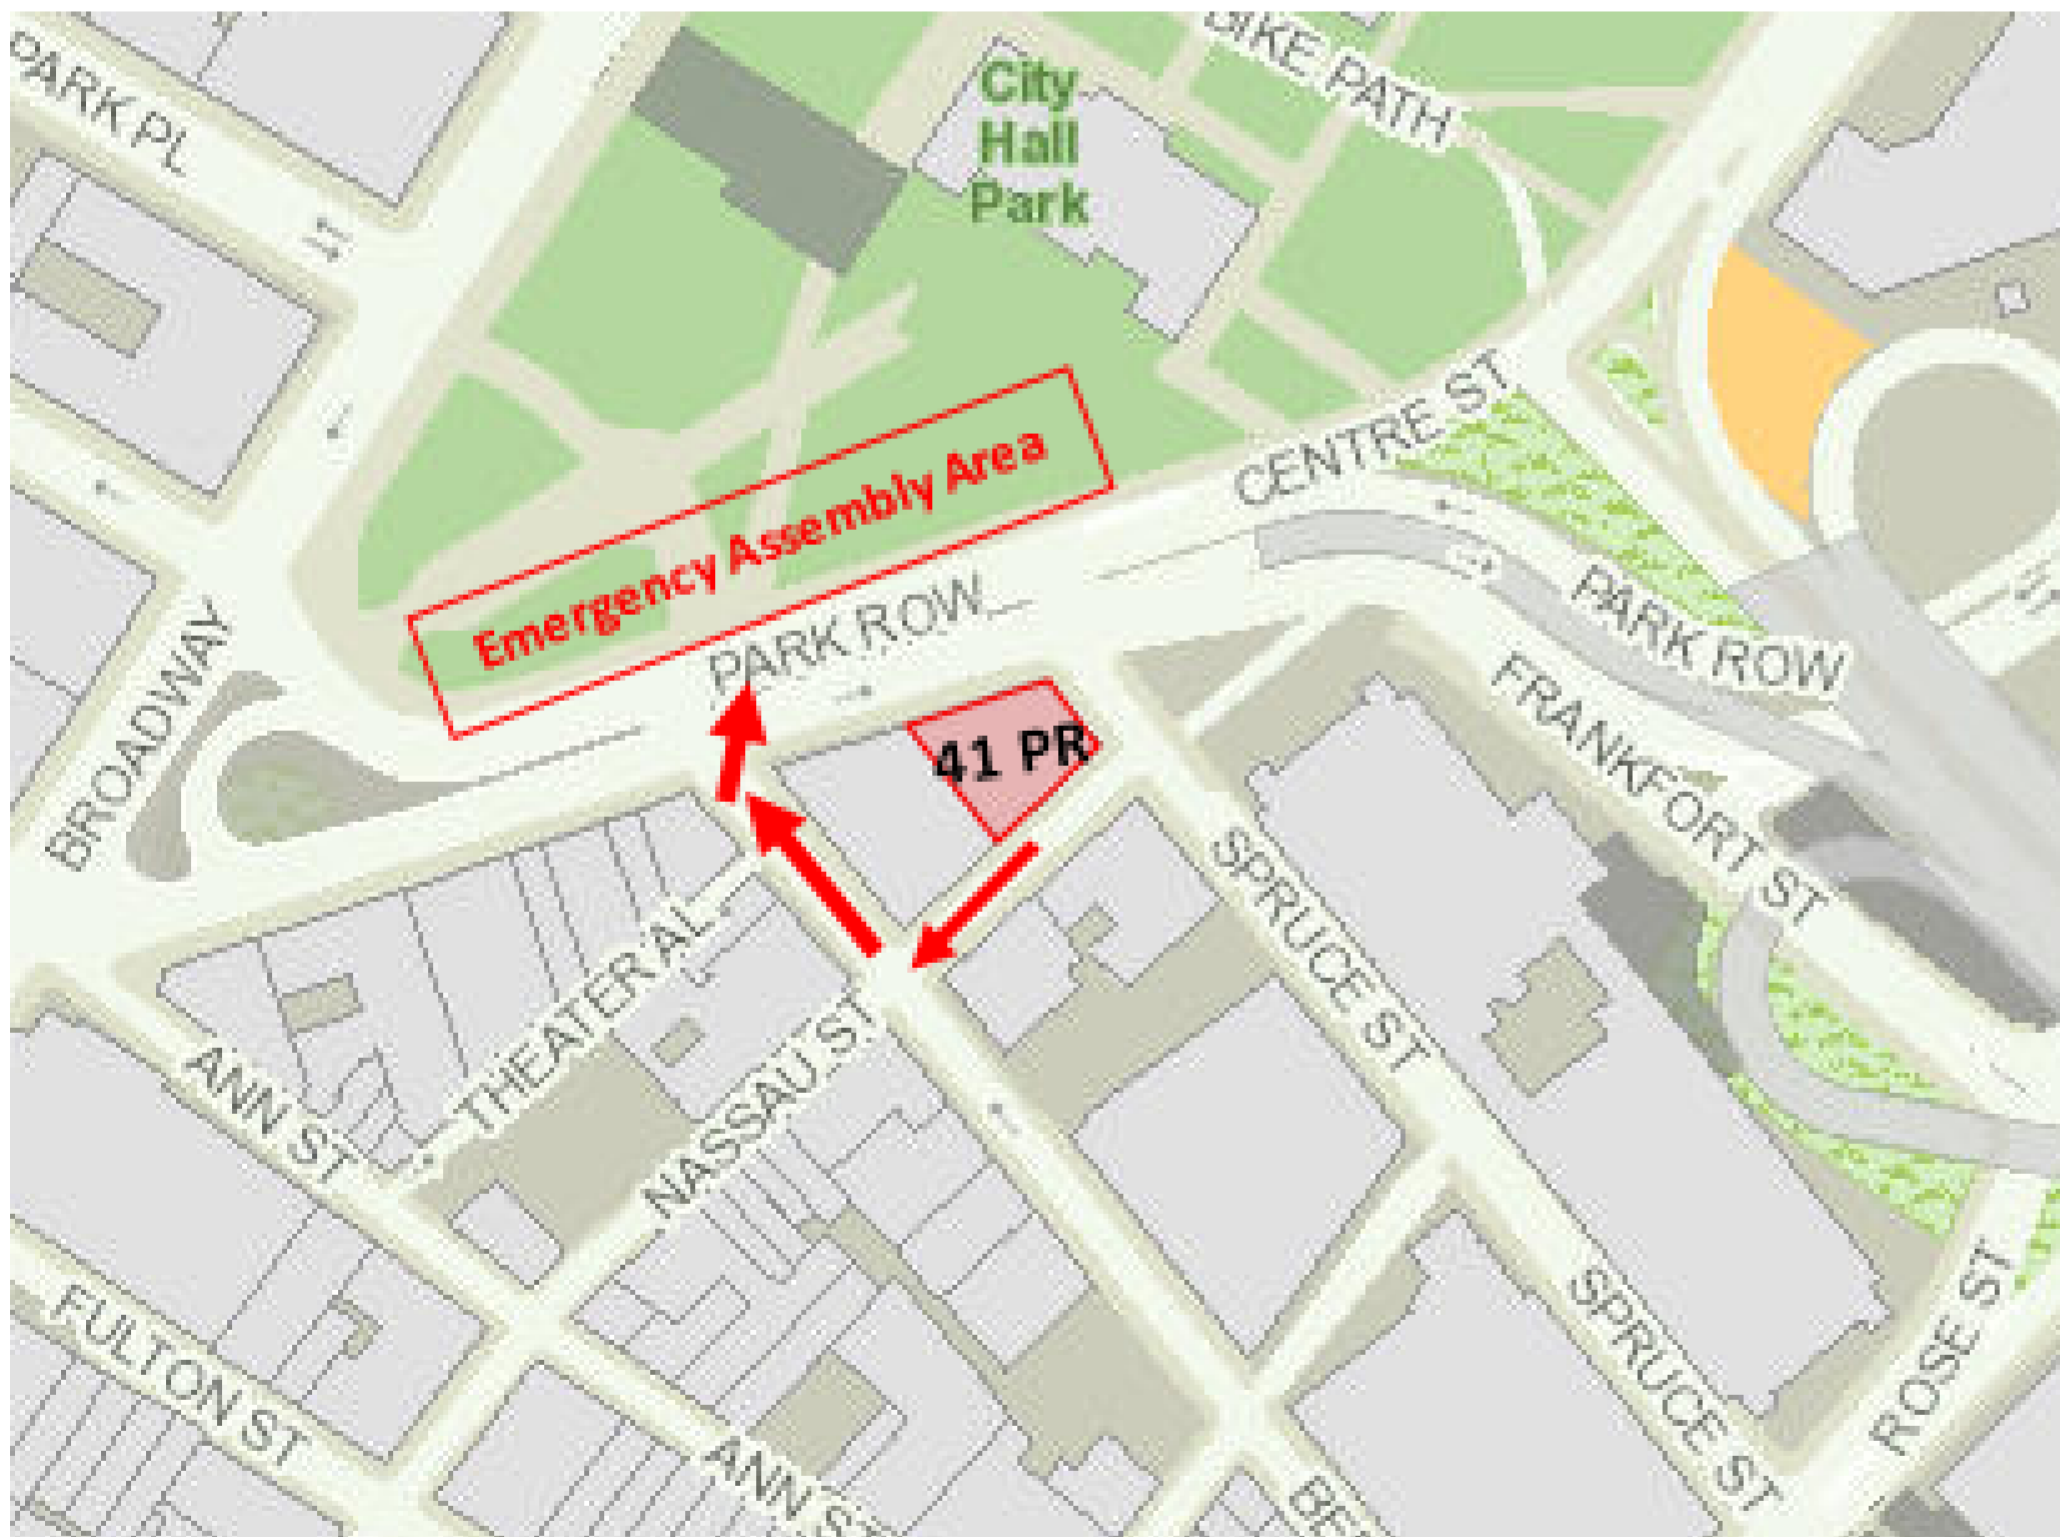 BIKE PATH
PARK PL
City
Hall
Park
CENTRE ST
Emergency Assembly Area
PARK ROW
PARK ROW
BROADWAY
41 PR
FRANKFORT ST
SPRUCE ST
THEATER AL
NASSAU ST
ANN ST
FULTON ST
SPRUCE ST
ROSE ST
ANN ST